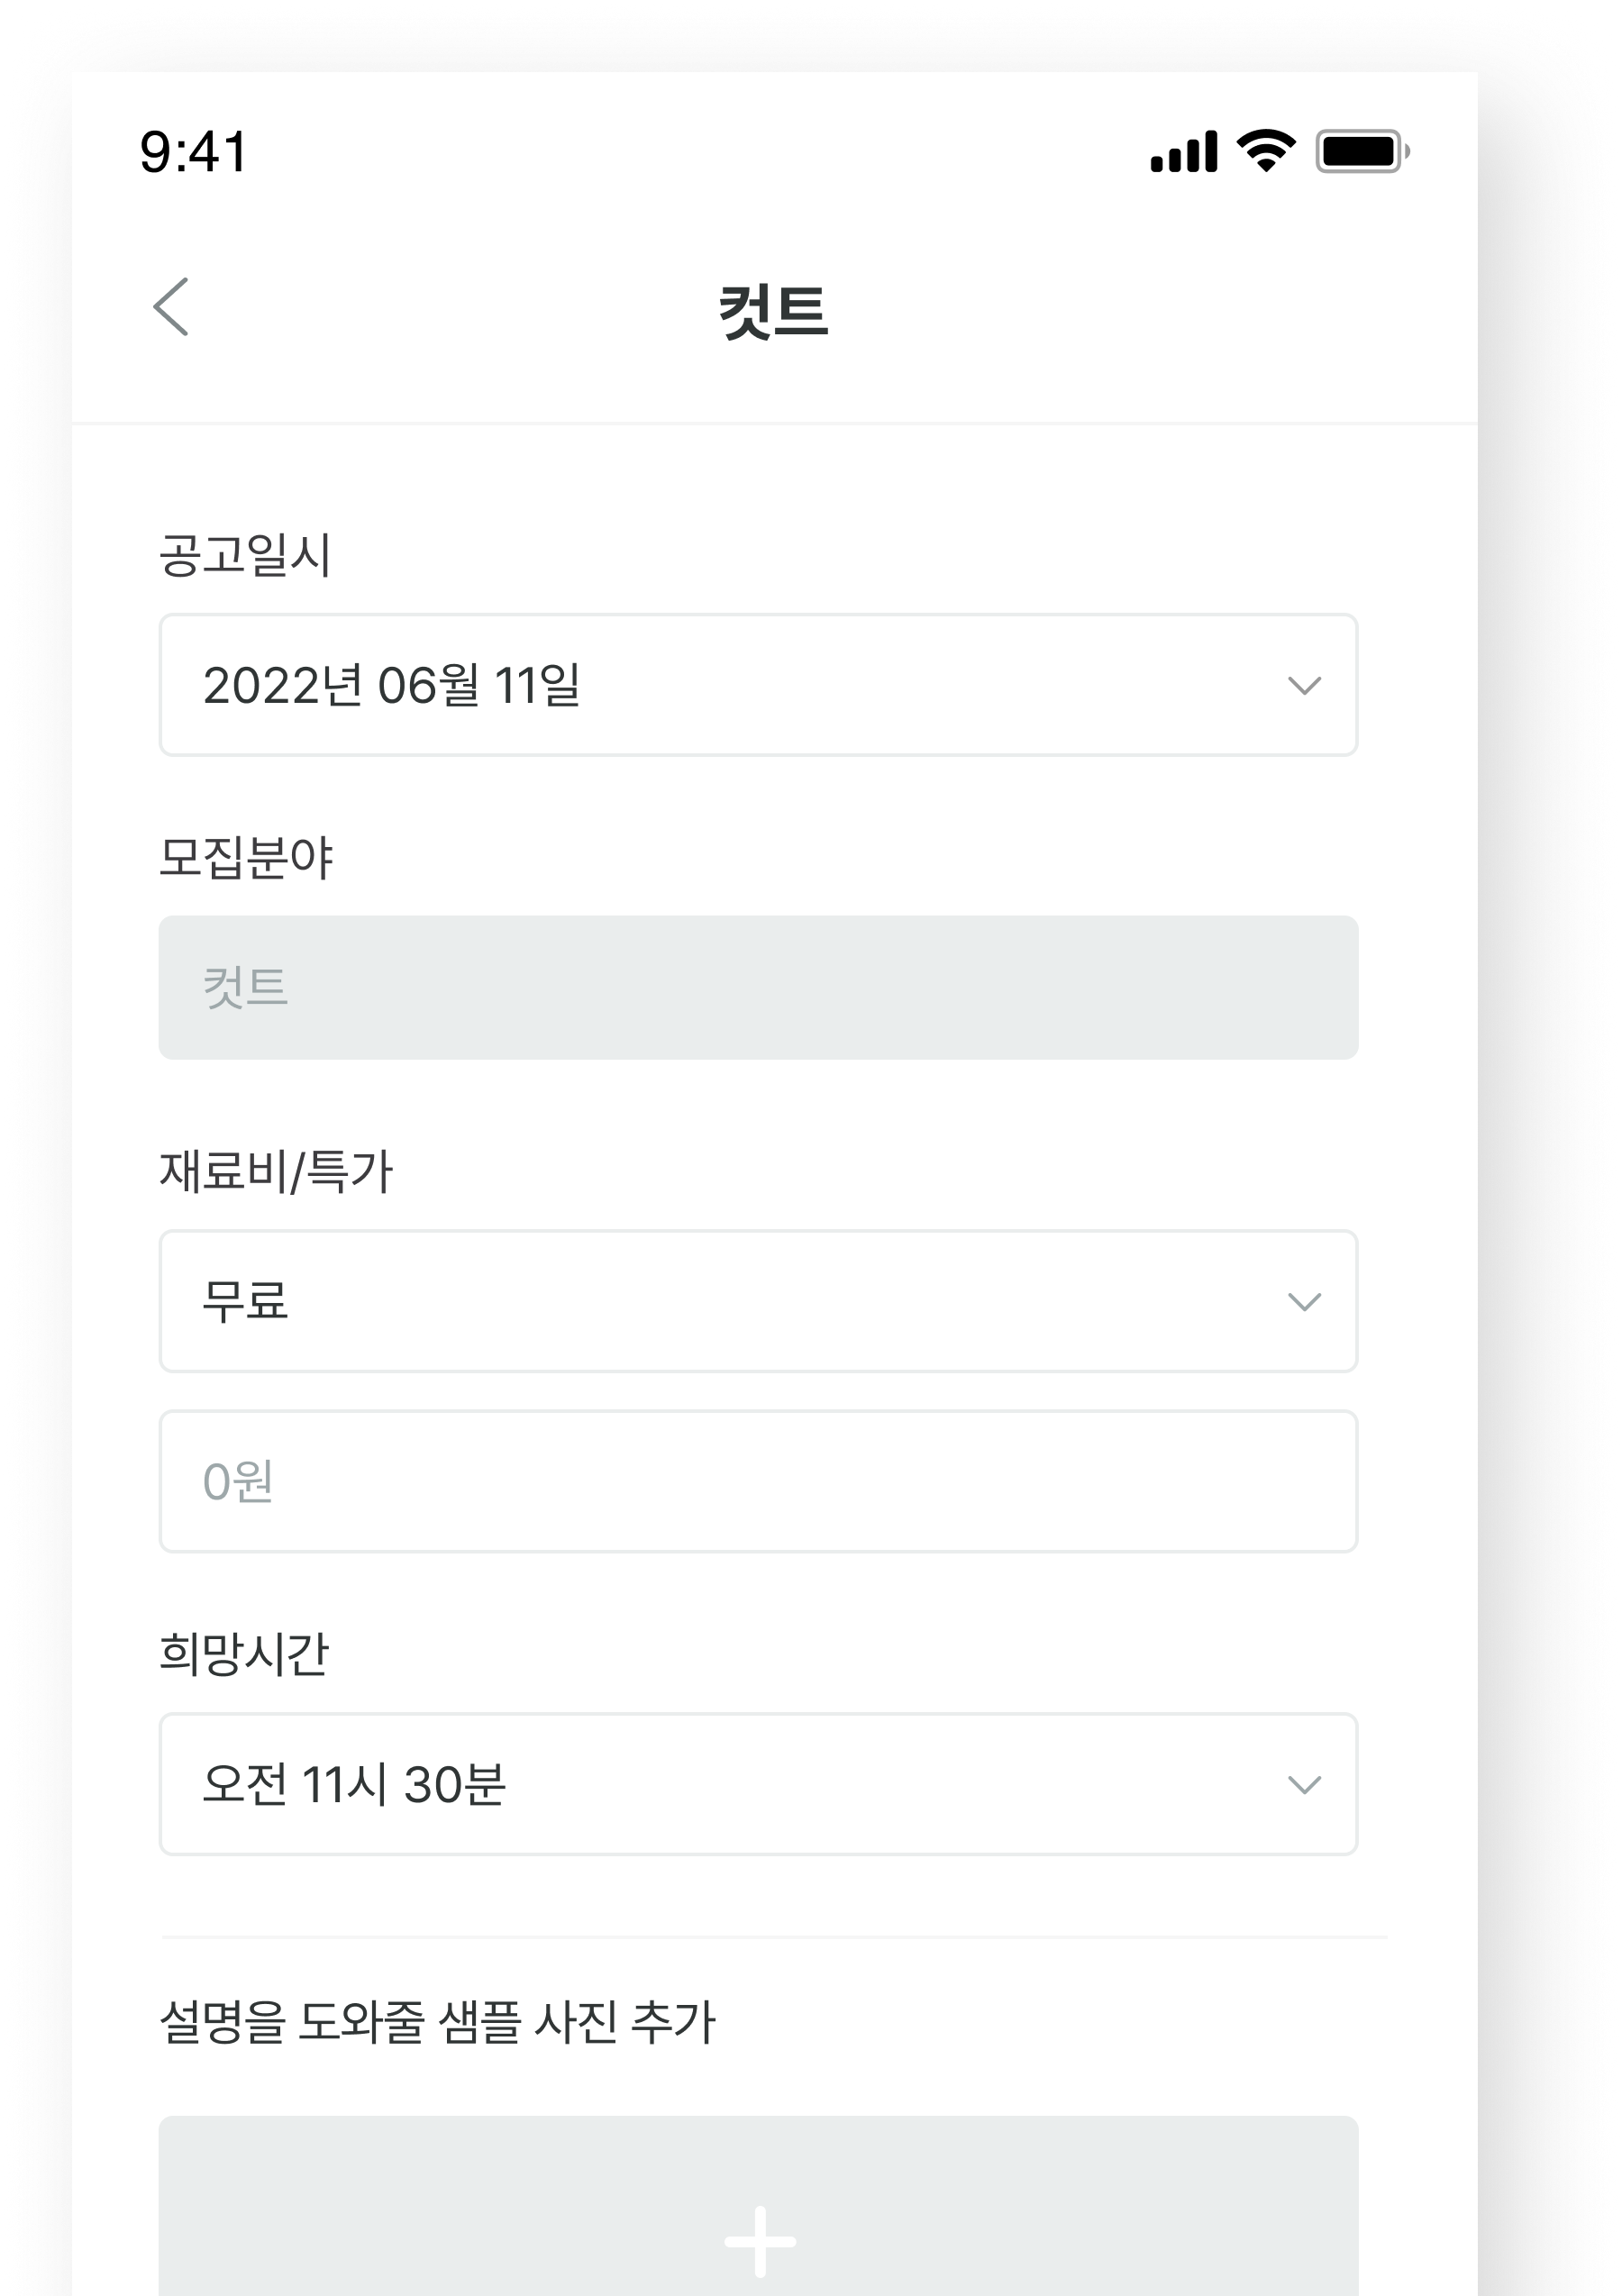 9:41
컷트
공고일시
2022년 06월 11일
모집분야
컷트
재료비/특가
무료
0원
희망시간
오전 11시 30분
설명을 도와줄 샘플 사진 추가